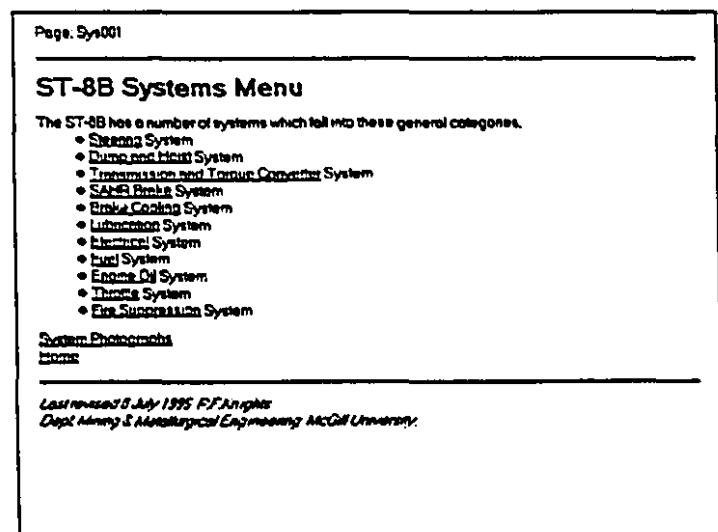 Page: Sys001
ST-8B Systems Menu
The ST-8B has a number of systems which fall into these general categories.
Steering System
Dump and Hoist System
Transmission and Torque Converter System
SAHR Brake System
Brake Cooling System
Lubrication System
Electrical System
Fuel System
Engine Oil System
Throttle System
Fire Suppression System
System Photographs
Home
Last revised July 1995 P.F. Knights
Dept. Mining & Metallurgical Engineering McGill University.